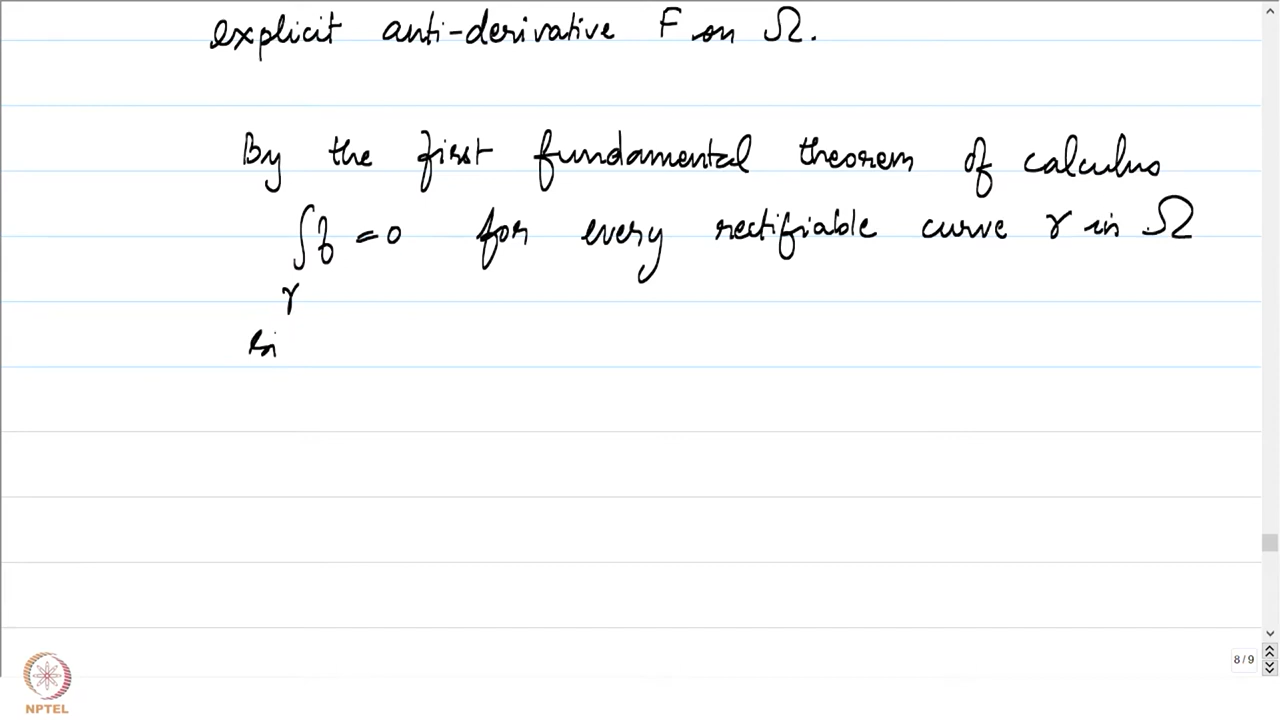 explicit anti-derivative F on Ω.
By the first fundamental theorem of calculus
∫f = 0 for every rectifiable curve γ in Ω
γ
8 / 9
NPTEL